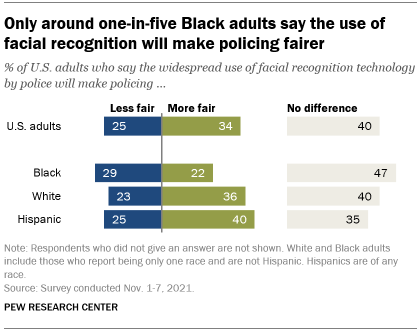 Only around one-in-five Black adults say the use of
facial recognition will make policing fairer
% of U.S. adults who say the widespread use of facial recognition technology
by police will make policing ...
Less fair More fair No difference
U.S. adults 25 34 40
Black 29 22 47
White 23 36 40
Hispanic 25 40 35
Note: Respondents who did not give an answer are not shown. White and Black adults
include those who report being only one race and are not Hispanic. Hispanics are of any
race.
Source: Survey conducted Nov. 1-7, 2021.
PEW RESEARCH CENTER